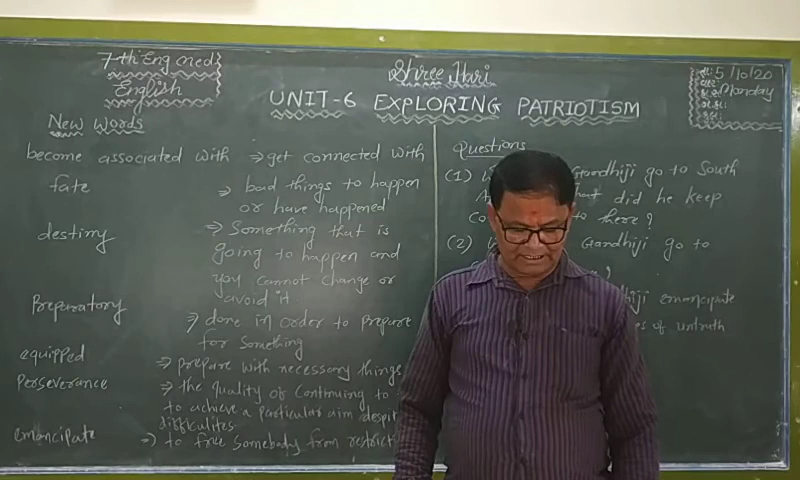 7th Eng med
English
Shree Hari
5/10/20
Monday
UNIT-6 EXPLORING PATRIOTISM
New Words
become associated with ⇒ get connected with
fate ⇒ bad things to happen
or have happened
destiny ⇒ Something that is
going to happen and
you cannot change or
avoid it
Preparatory ⇒ done in order to prepare
for something
equipped ⇒ prepare with necessary things
Perseverance ⇒ the quality of Continuing to
to achieve a particular aim despit
emancipate ⇒ to free somebody from restrict
Questions
(1) Gandhiji go to South
did he keep
to here?
(2) Gandhiji go to
?
emancipate
of untruth